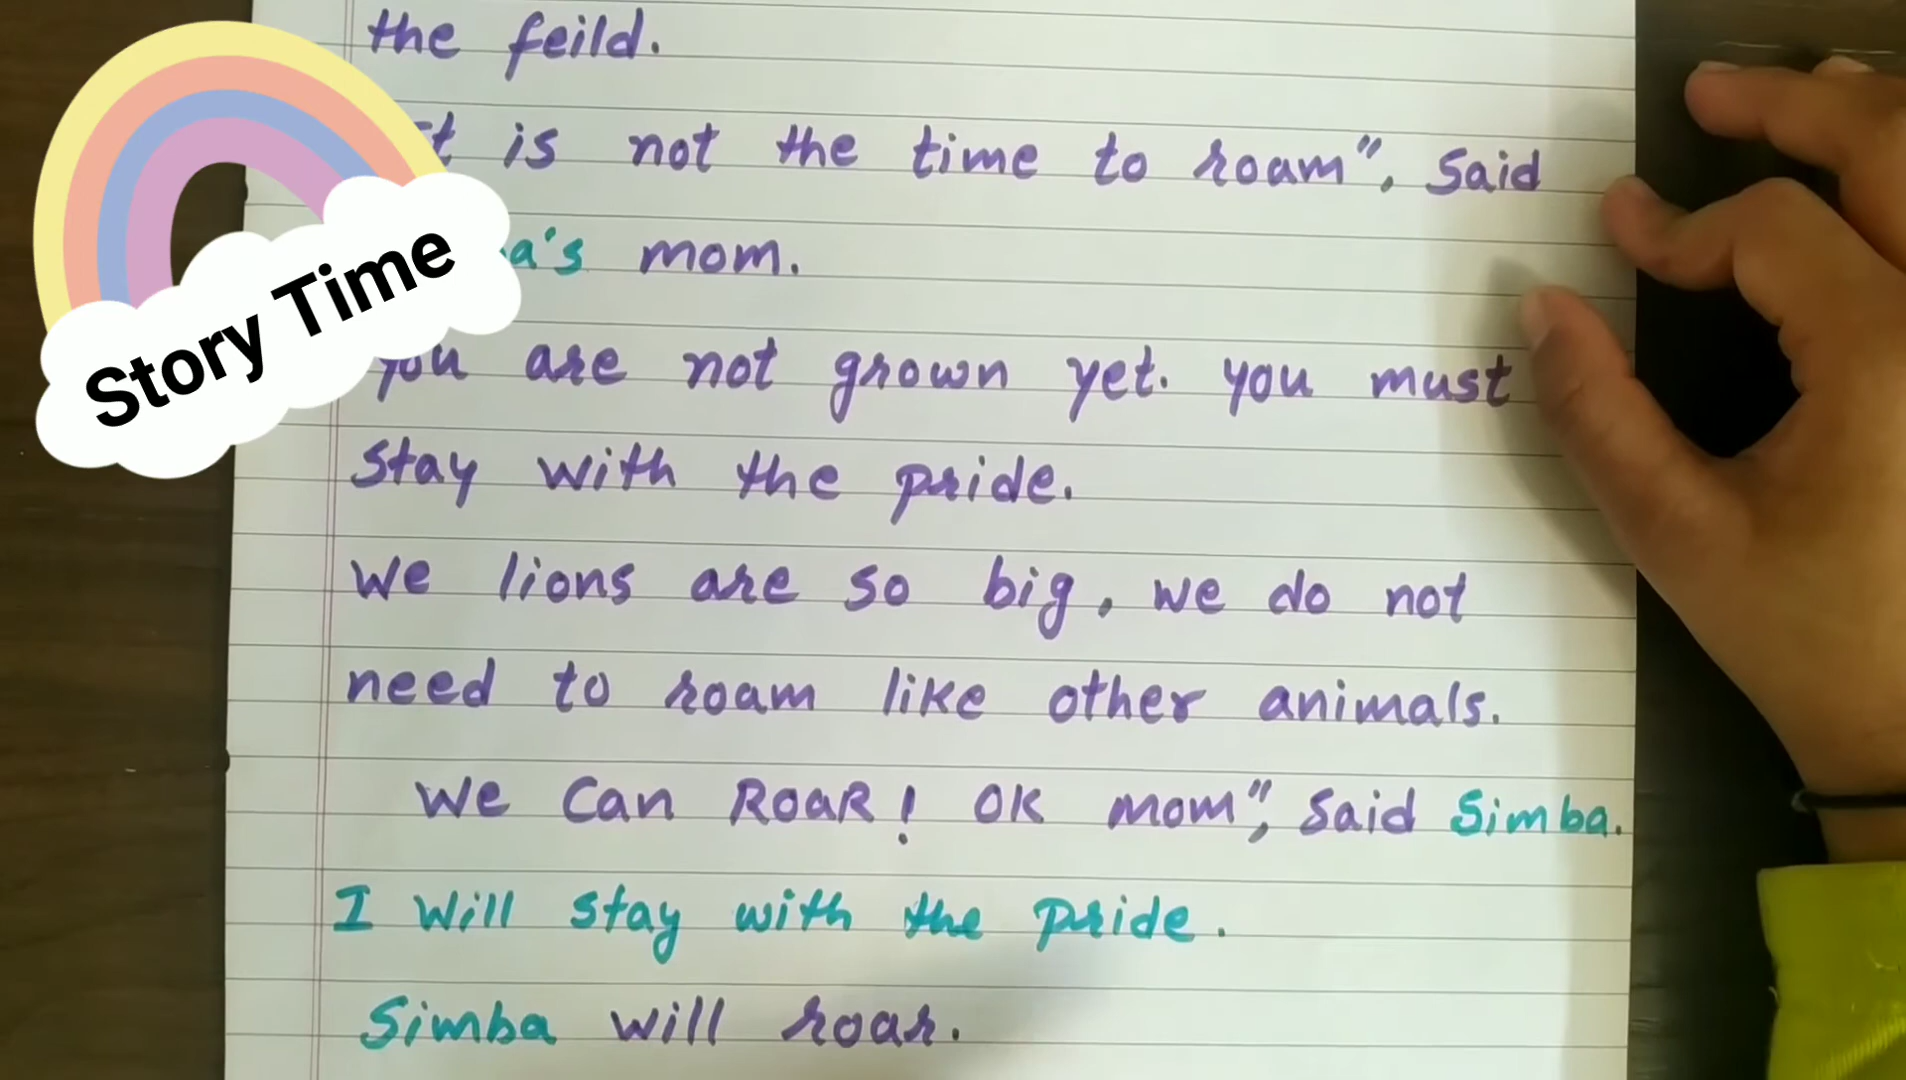 the feild.
is not the time to roam", Said
mom.
you are not grown yet. you must
Stay with the pride.
We lions are so big, we do not
need to roam like other animals.
We Can ROAR! OK mom", Said Simba.
I Will stay with the pride.
Simba will roar.
Story Time